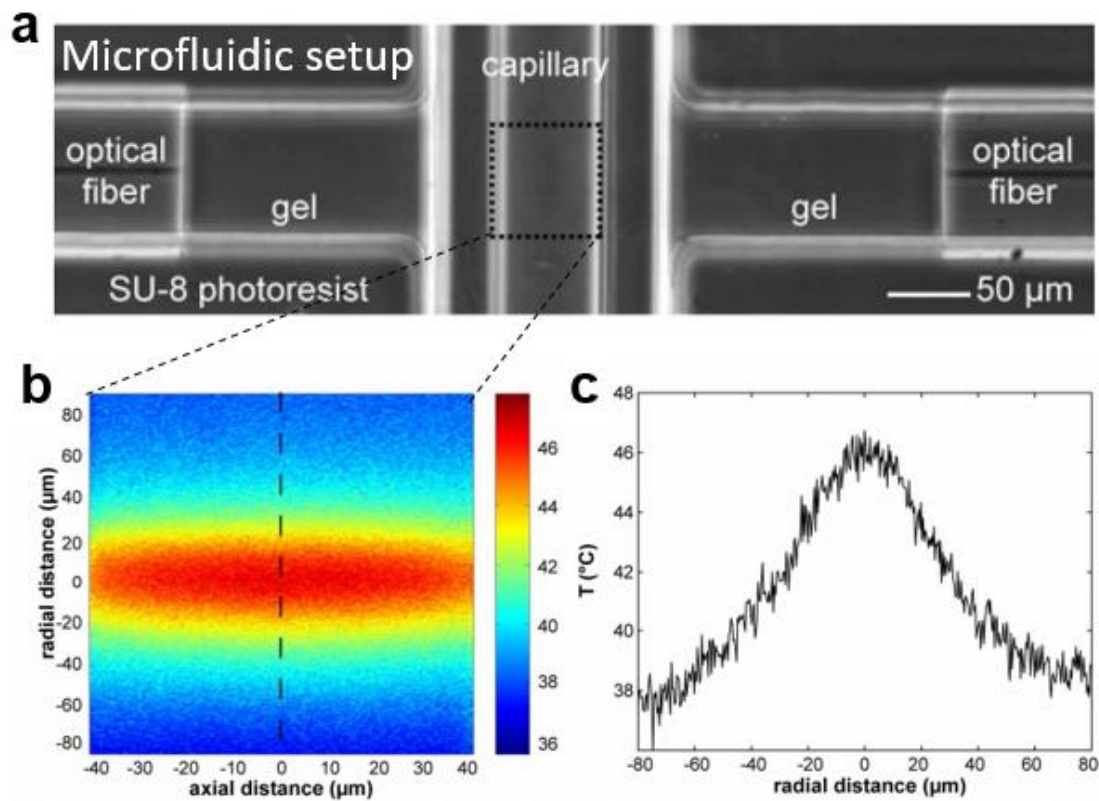 a
Microfluidic setup
capillary
optical
fiber
gel
gel
optical
fiber
SU-8 photoresist
50 µm
b
80
60
40
20
0
-20
-40
-60
-80
radial distance (µm)
-40 -30 -20 -10 0 10 20 30 40
axial distance (µm)
46
44
42
40
38
36
c
48
46
44
42
40
38
T (°C)
-80 -60 -40 -20 0 20 40 60 80
radial distance (µm)